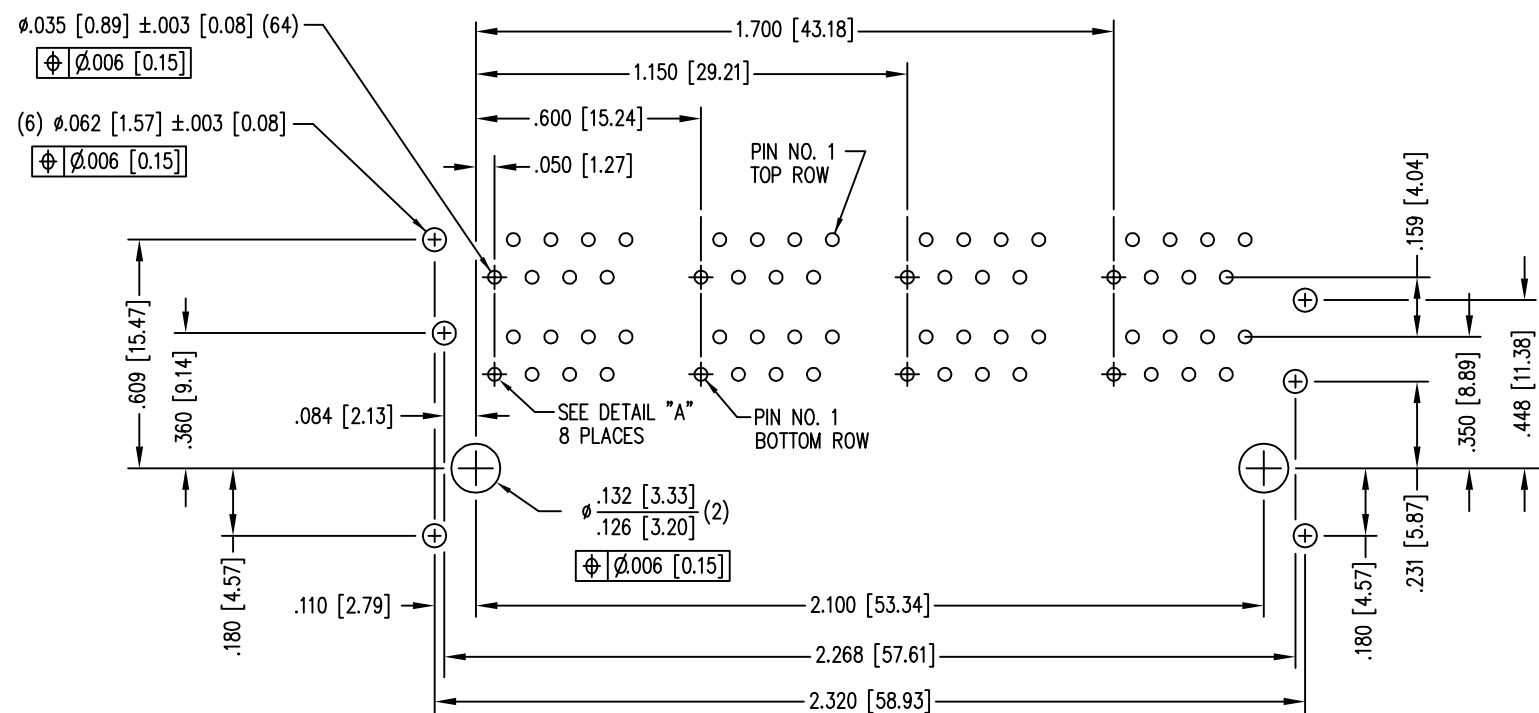 ø.035 [0.89] ±.003 [0.08] (64)
⌖ Ø.006 [0.15]
(6) ø.062 [1.57] ±.003 [0.08]
⌖ Ø.006 [0.15]
1.700 [43.18]
1.150 [29.21]
.600 [15.24]
.050 [1.27]
PIN NO. 1
TOP ROW
.159 [4.04]
.609 [15.47]
.360 [9.14]
.084 [2.13]
SEE DETAIL "A"
8 PLACES
PIN NO. 1
BOTTOM ROW
.350 [8.89]
.448 [11.38]
ø .132 [3.33]
.126 [3.20] (2)
⌖ Ø.006 [0.15]
.231 [5.87]
.180 [4.57]
.110 [2.79]
2.100 [53.34]
.180 [4.57]
2.268 [57.61]
2.320 [58.93]